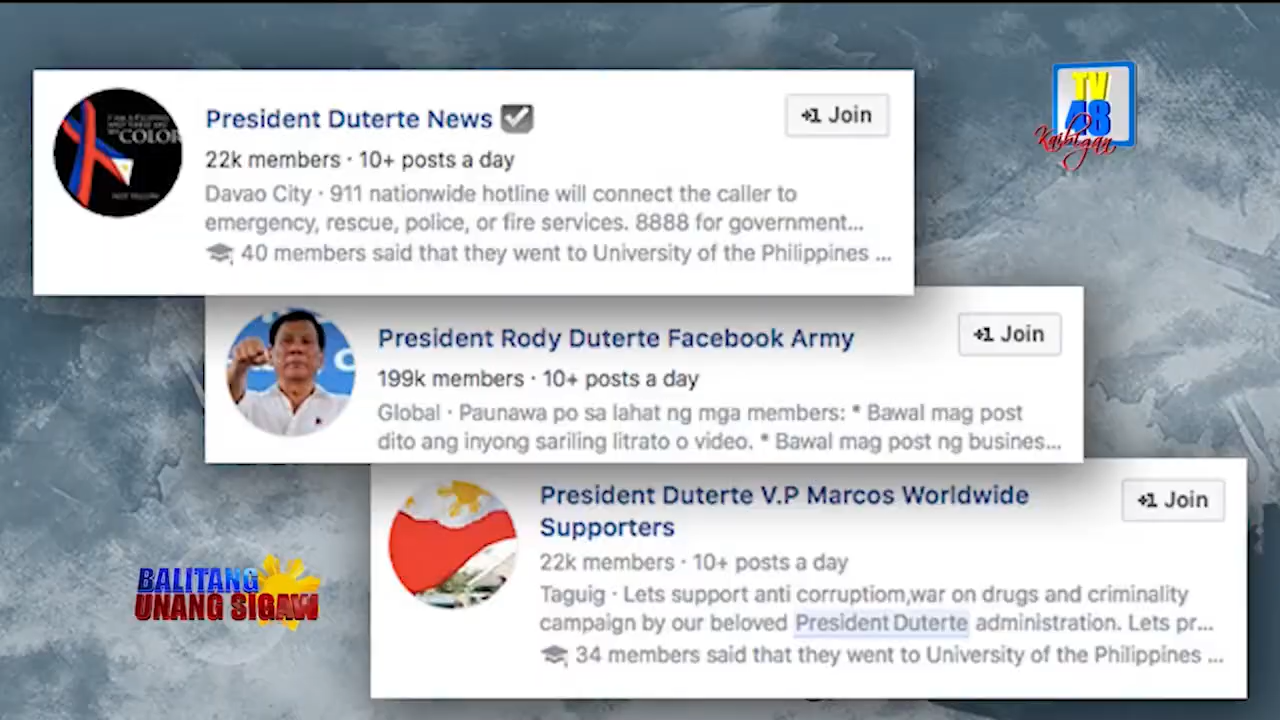 President Duterte News
+1 Join
22k members · 10+ posts a day
Davao City · 911 nationwide hotline will connect the caller to
emergency, rescue, police, or fire services. 8888 for government...
40 members said that they went to University of the Philippines ...
COLOR
TV
48
Kaibigan
President Rody Duterte Facebook Army
+1 Join
199k members · 10+ posts a day
Global · Paunawa po sa lahat ng mga members: * Bawal mag post
dito ang inyong sariling litrato o video. * Bawal mag post ng busines...
President Duterte V.P Marcos Worldwide
Supporters
+1 Join
22k members · 10+ posts a day
Taguig · Lets support anti corruptiom,war on drugs and criminality
campaign by our beloved President Duterte administration. Lets pr...
34 members said that they went to University of the Philippines ...
BALITANG
UNANG SIGAW